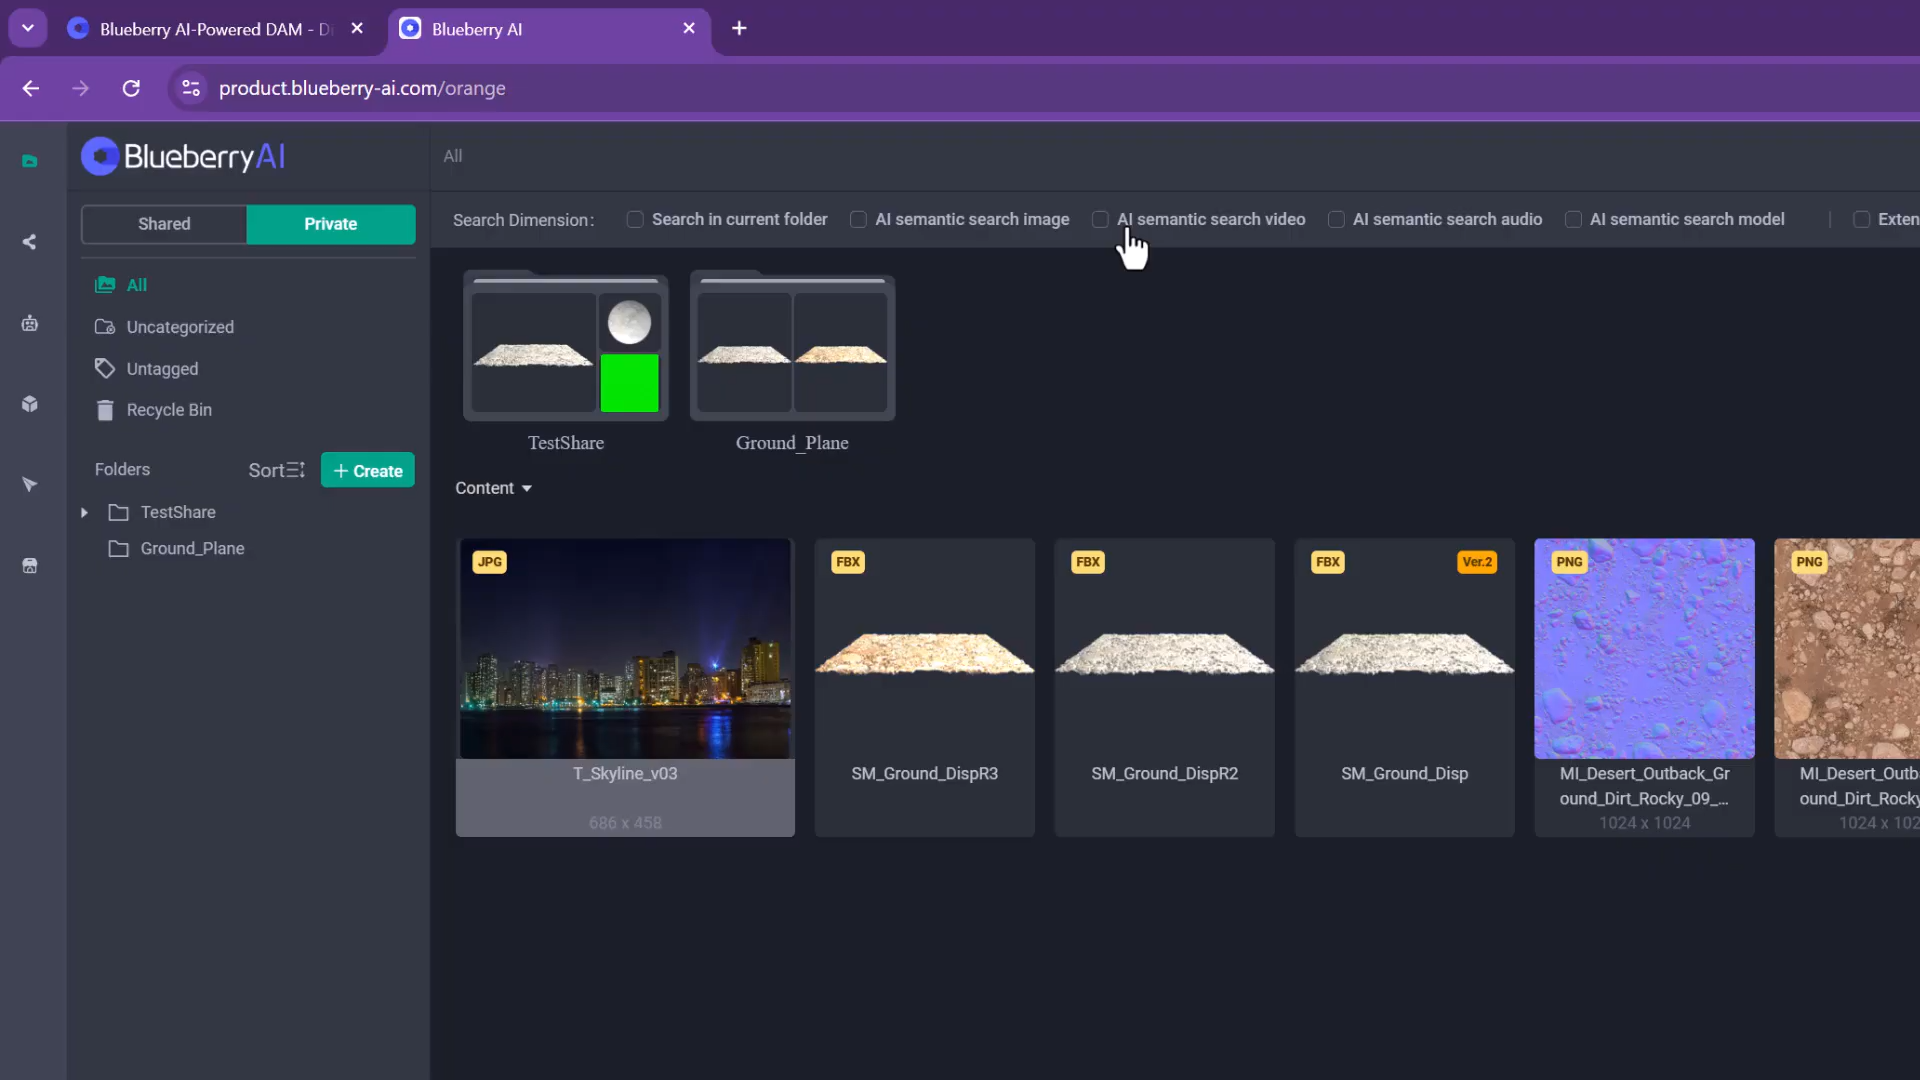 Blueberry AI-Powered DAM - Di
Blueberry AI
product.blueberry-ai.com/orange
BlueberryAI
All
Shared
Private
Search Dimension:
Search in current folder
AI semantic search image
AI semantic search video
AI semantic search audio
AI semantic search model
Exten
All
Uncategorized
Untagged
Recycle Bin
Folders
Sort
+ Create
TestShare
Ground_Plane
TestShare
Ground_Plane
Content
JPG
T_Skyline_v03
686 x 458
FBX
SM_Ground_DispR3
FBX
SM_Ground_DispR2
FBX
Ver.2
SM_Ground_Disp
PNG
MI_Desert_Outback_Gr
ound_Dirt_Rocky_09_...
1024 x 1024
PNG
MI_Desert_Outb
ound_Dirt_Rocky
1024 x 102